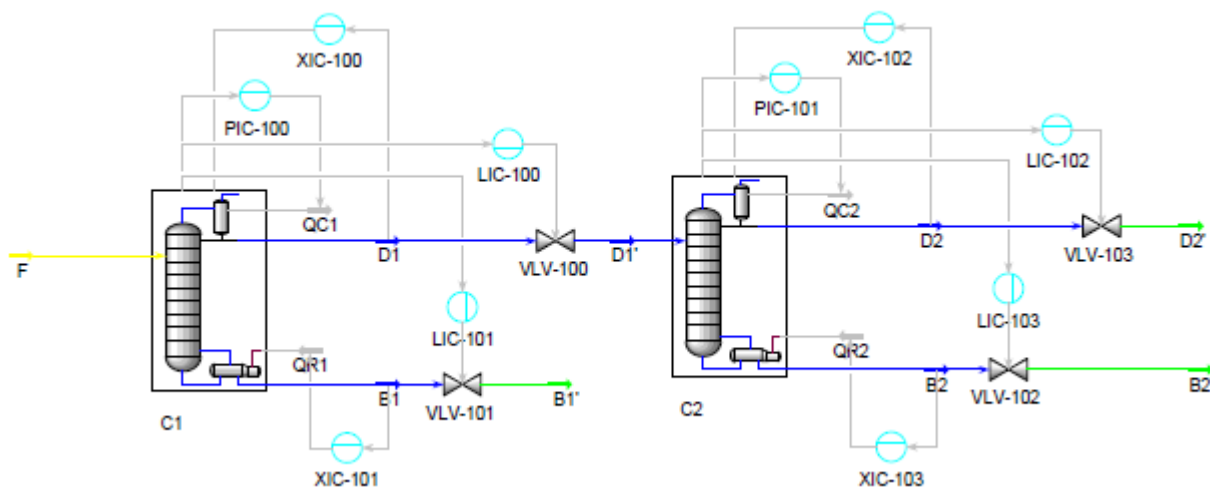 XIC-100
XIC-102
PIC-100
PIC-101
LIC-100
LIC-102
QC1
QC2
F
D1
VLV-100
D1'
D2
VLV-103
D2'
LIC-101
LIC-103
QR1
QR2
B1
VLV-101
B1'
B2
VLV-102
B2
C1
C2
XIC-101
XIC-103